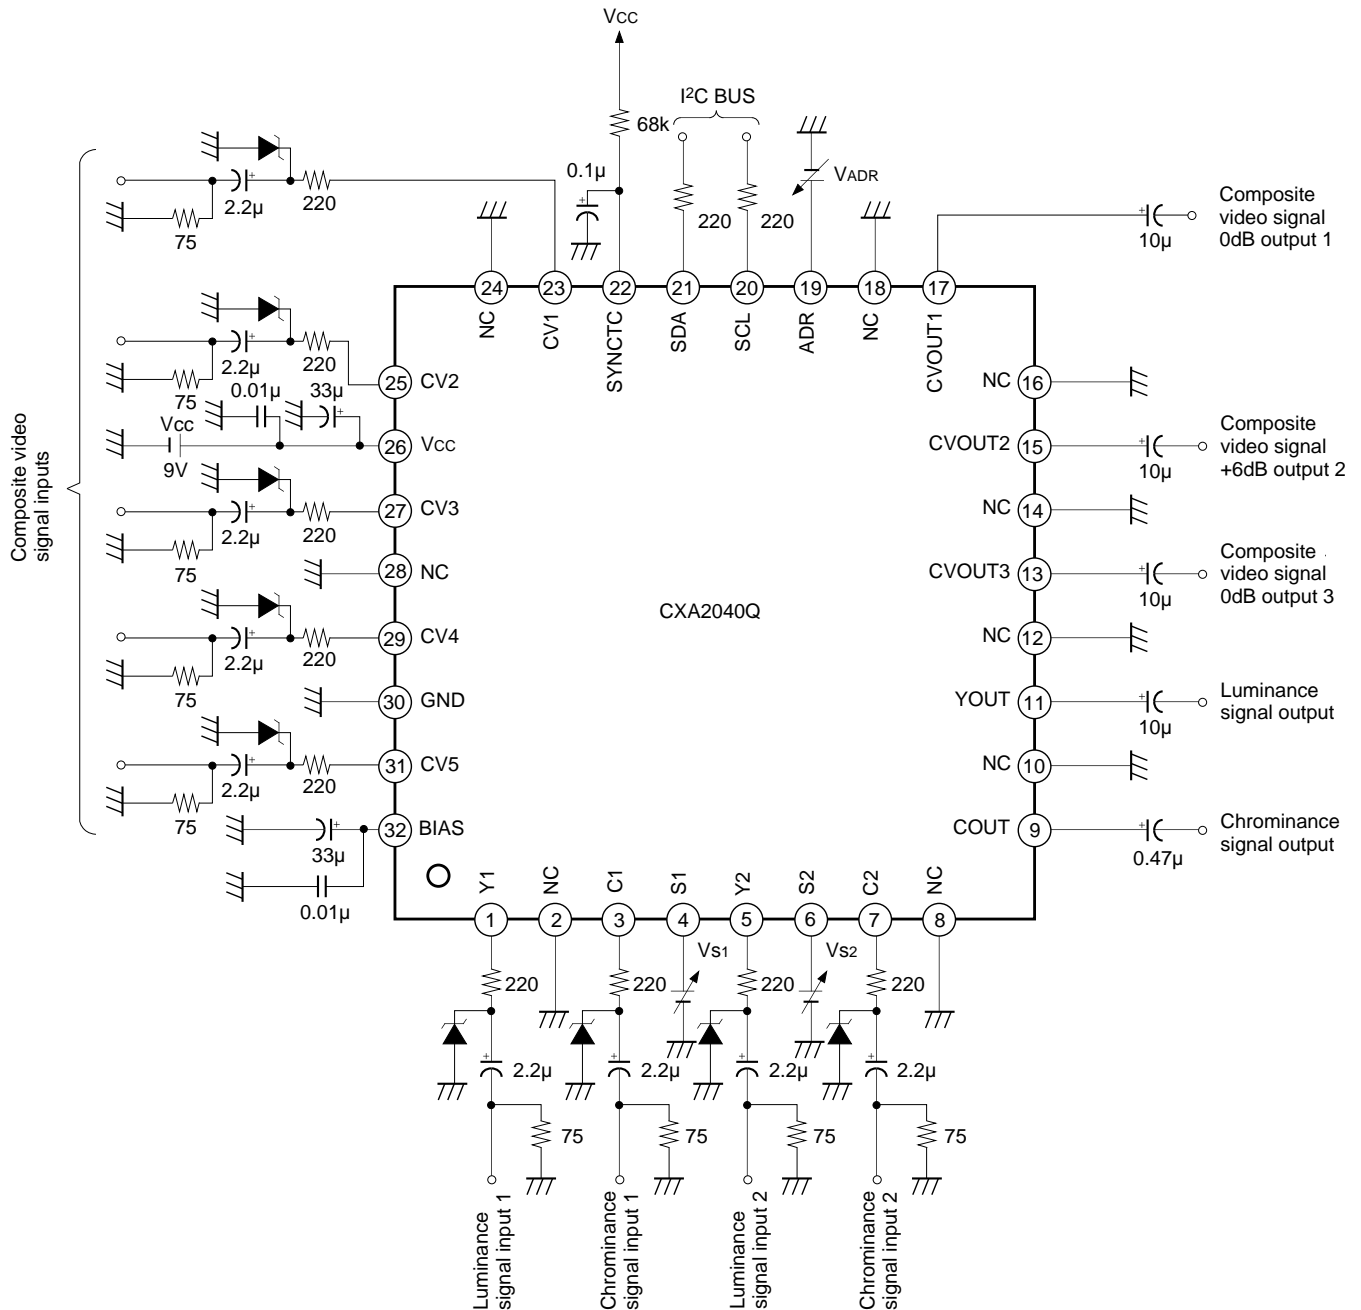 Vcc
I²C BUS
68k
0.1µ
VADR
220
220
2.2µ
220
75
Composite
video signal
0dB output 1
10µ
24
23
22
21
20
19
18
17
NC
CV1
SYNCTC
SDA
SCL
ADR
NC
CVOUT1
Composite video
signal inputs
2.2µ
220
75
25
CV2
0.01µ
33µ
Vcc
9V
26
Vcc
2.2µ
220
75
27
CV3
28
NC
2.2µ
220
75
29
CV4
30
GND
2.2µ
220
75
31
CV5
33µ
0.01µ
32
BIAS
CXA2040Q
NC
16
CVOUT2
15
10µ
Composite
video signal
+6dB output 2
NC
14
CVOUT3
13
10µ
Composite
video signal
0dB output 3
NC
12
YOUT
11
10µ
Luminance
signal output
NC
10
COUT
9
0.47µ
Chrominance
signal output
Y1
NC
C1
S1
Y2
S2
C2
NC
1
2
3
4
5
6
7
8
220
220
Vs1
220
Vs2
220
2.2µ
2.2µ
2.2µ
2.2µ
75
75
75
75
Luminance
signal input 1
Chrominance
signal input 1
Luminance
signal input 2
Chrominance
signal input 2